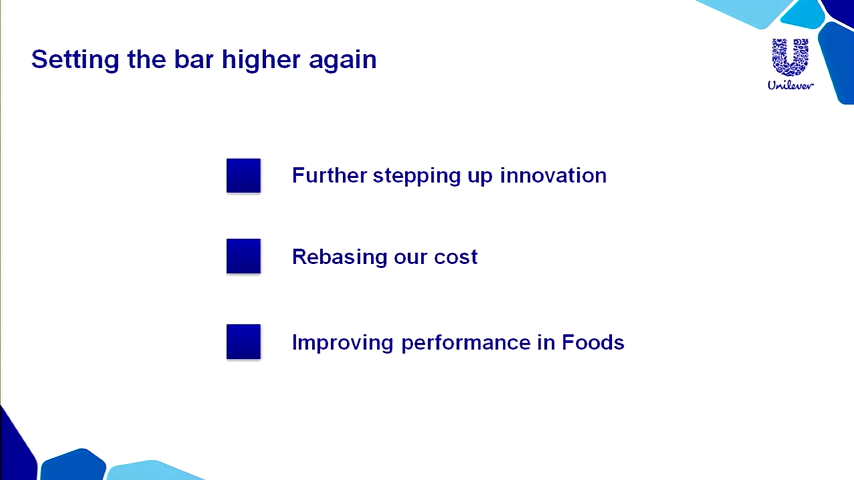 Setting the bar higher again
Unilever
Further stepping up innovation
Rebasing our cost
Improving performance in Foods